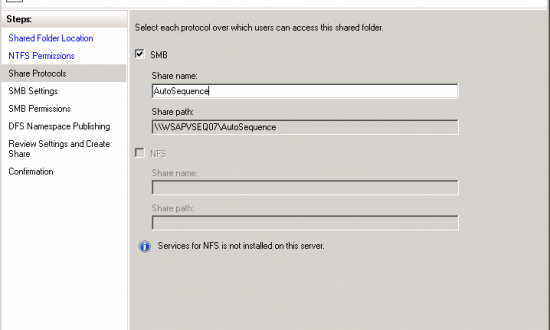 Steps:
Shared Folder Location
NTFS Permissions
Share Protocols
SMB Settings
SMB Permissions
DFS Namespace Publishing
Review Settings and Create
Share
Confirmation
Select each protocol over which users can access this shared folder.
SMB
Share name:
AutoSequence
Share path:
\\WSAPVSEQ07\AutoSequence
NFS
Share name:
Share path:
Services for NFS is not installed on this server.